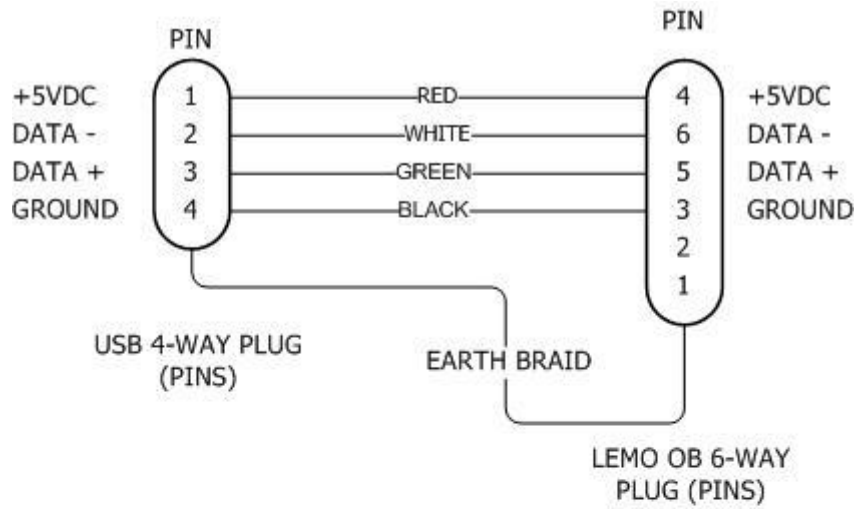 PIN PIN
+5VDC 1 RED 4 +5VDC
DATA - 2 WHITE 6 DATA -
DATA + 3 GREEN 5 DATA +
GROUND 4 BLACK 3 GROUND
2
1
USB 4-WAY PLUG
(PINS)
EARTH BRAID
LEMO OB 6-WAY
PLUG (PINS)